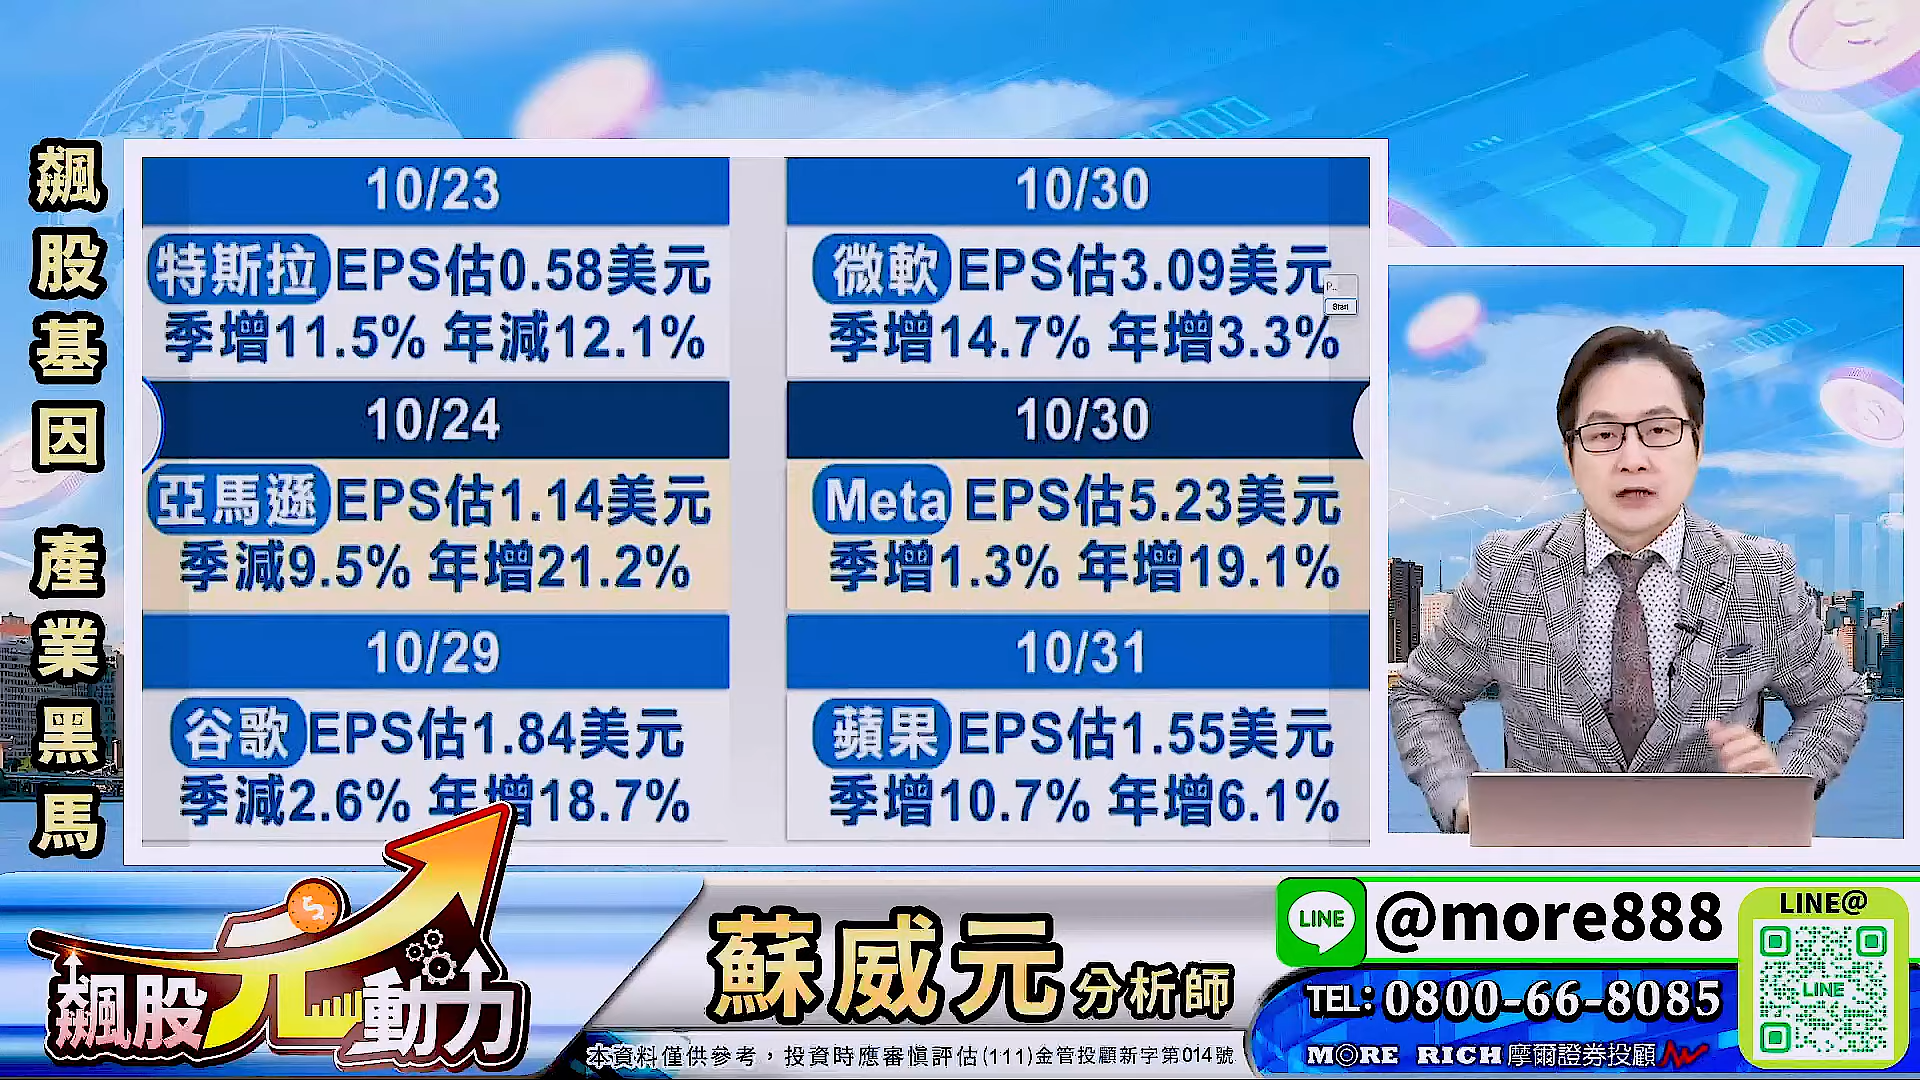 飆股基因 產業黑馬
10/23
特斯拉 EPS估0.58美元
季增11.5% 年減12.1%
10/24
亞馬遜 EPS估1.14美元
季減9.5% 年增21.2%
10/29
谷歌 EPS估1.84美元
季減2.6% 年增18.7%
10/30
微軟 EPS估3.09美元
季增14.7% 年增3.3%
P..
Start
10/30
Meta EPS估5.23美元
季增1.3% 年增19.1%
10/31
蘋果 EPS估1.55美元
季增10.7% 年增6.1%
飆股元動力
蘇威元 分析師
本資料僅供參考，投資時應審慎評估(111)金管投顧新字第014號
LINE @more888
TEL:0800-66-8085
MORE RICH 摩爾證券投顧
LINE@
LINE